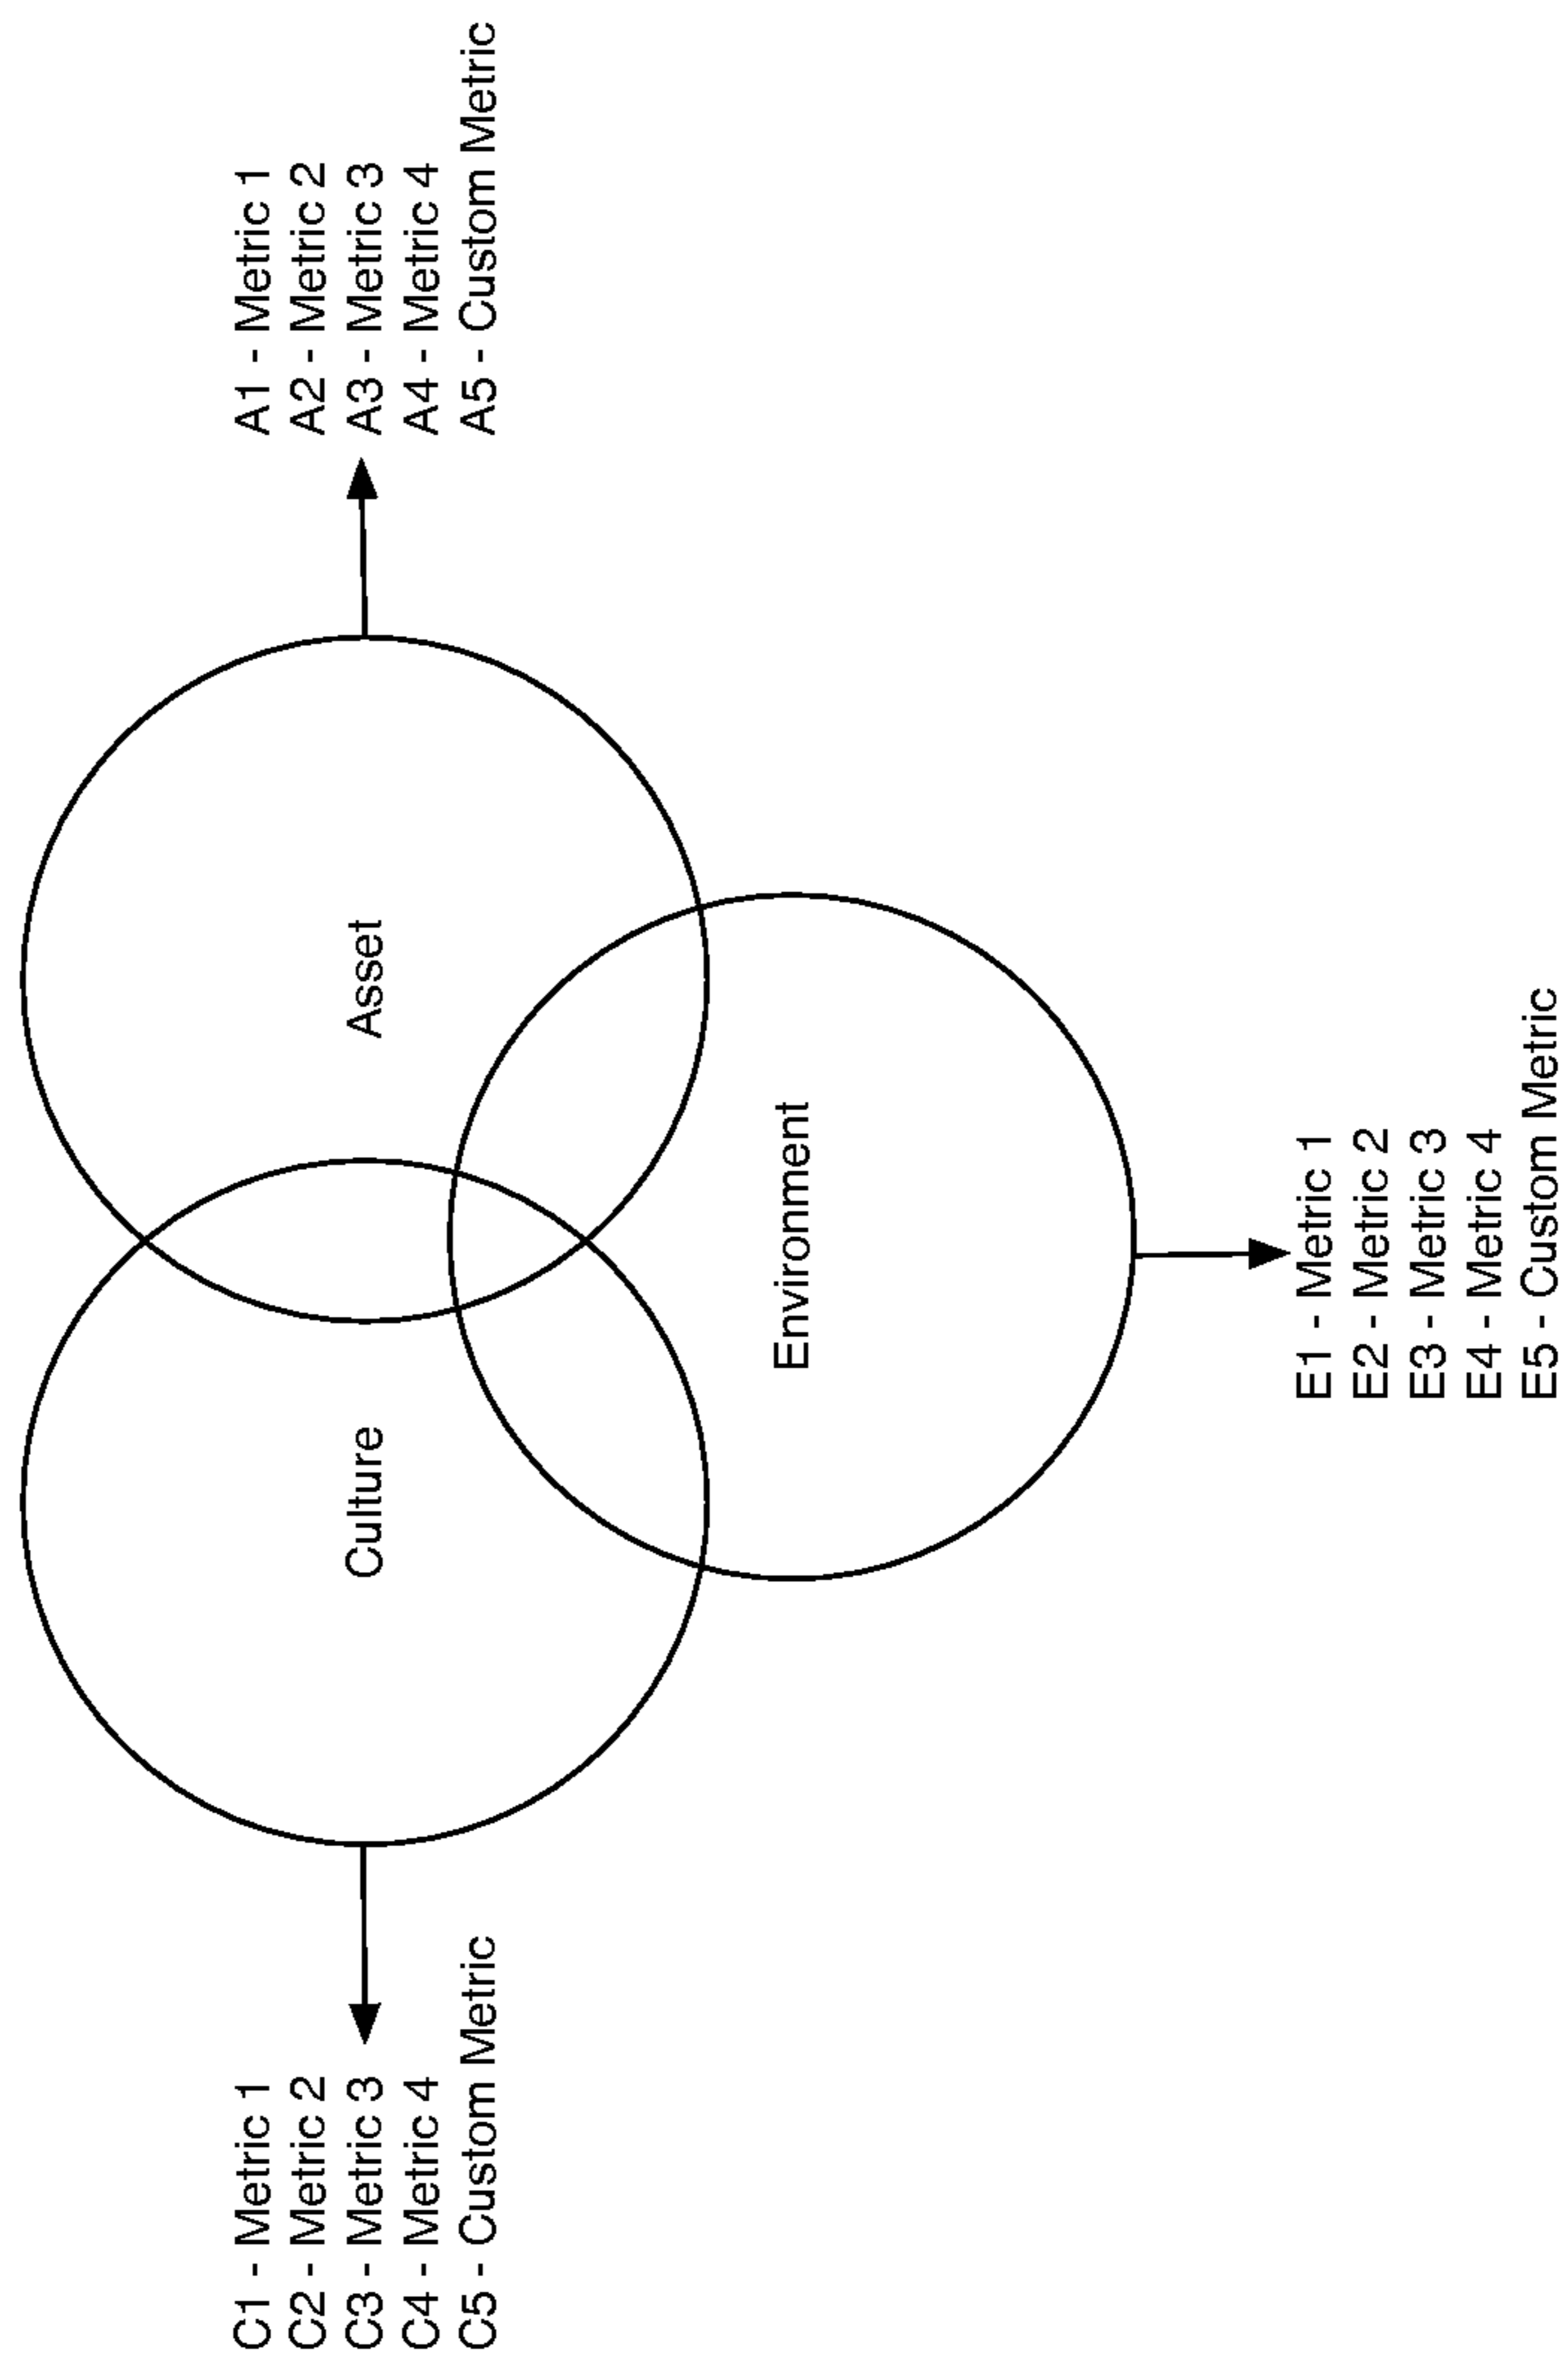 C1 - Metric 1
C2 - Metric 2
C3 - Metric 3
C4 - Metric 4
C5 - Custom Metric
Culture
Asset
A1 - Metric 1
A2 - Metric 2
A3 - Metric 3
A4 - Metric 4
A5 - Custom Metric
Environment
E1 - Metric 1
E2 - Metric 2
E3 - Metric 3
E4 - Metric 4
E5 - Custom Metric